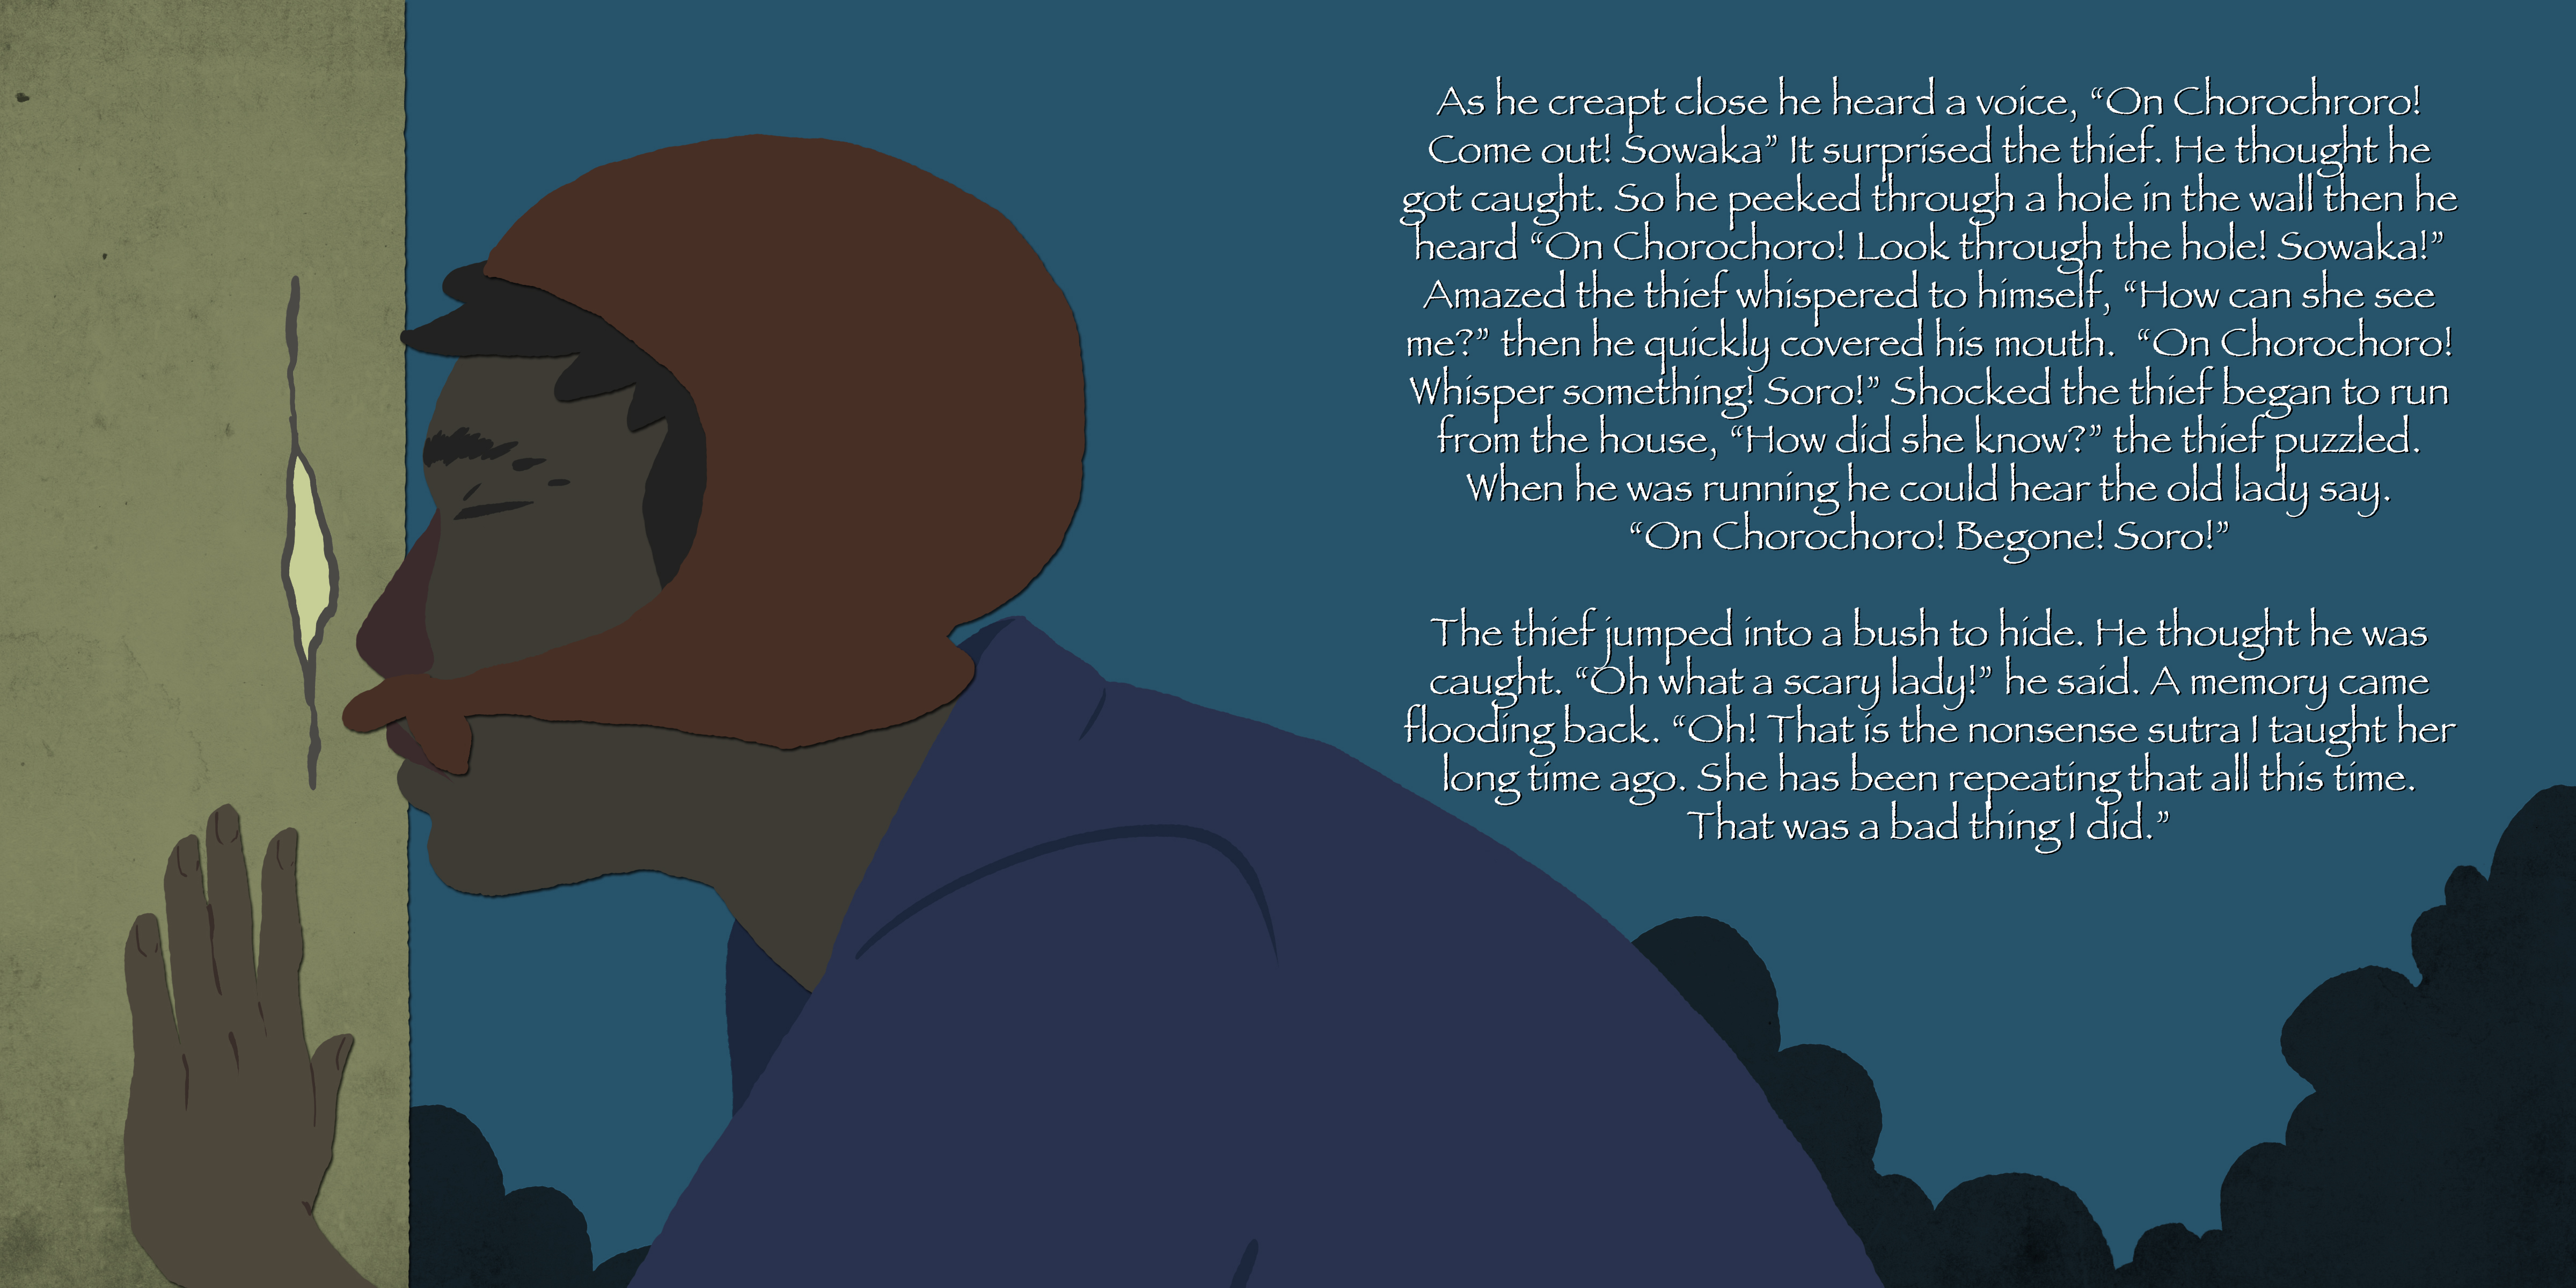 As he creapt close he heard a voice, “On Chorochroro!
Come out! Sowaka” It surprised the thief. He thought he
got caught. So he peeked through a hole in the wall then he
heard “On Chorochoro! Look through the hole! Sowaka!”
Amazed the thief whispered to himself, “How can she see
me?” then he quickly covered his mouth.  “On Chorochoro!
Whisper something! Soro!” Shocked the thief began to run
from the house, “How did she know?” the thief puzzled.
When he was running he could hear the old lady say.
“On Chorochoro! Begone! Soro!”
The thief jumped into a bush to hide. He thought he was
caught. “Oh what a scary lady!” he said. A memory came
flooding back. “Oh! That is the nonsense sutra I taught her
long time ago. She has been repeating that all this time.
That was a bad thing I did.”